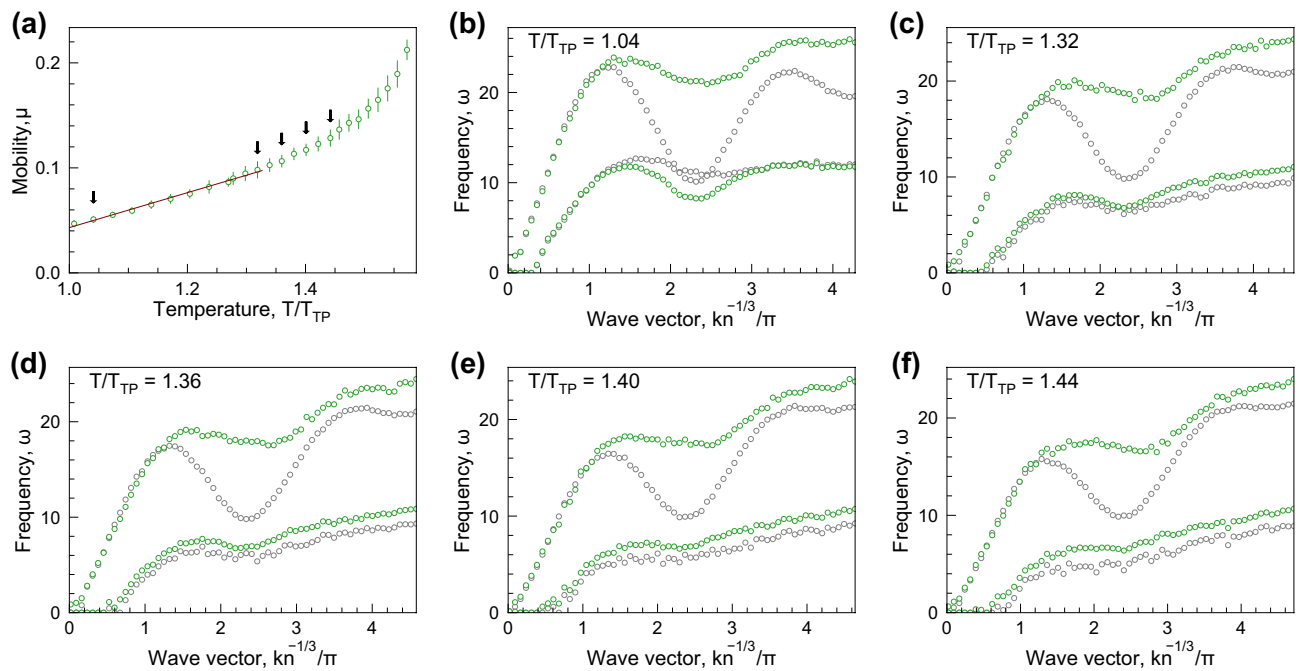 (a)
Mobility, μ
0.2
0.1
0.0
1.0
1.2
1.4
Temperature, T/T_TP
(b)
T/T_TP = 1.04
Frequency, ω
20
10
0
0
1
2
3
4
Wave vector, kn^{-1/3}/π
(c)
T/T_TP = 1.32
Frequency, ω
20
10
0
0
1
2
3
4
Wave vector, kn^{-1/3}/π
(d)
T/T_TP = 1.36
Frequency, ω
20
10
0
0
1
2
3
4
Wave vector, kn^{-1/3}/π
(e)
T/T_TP = 1.40
Frequency, ω
20
10
0
0
1
2
3
4
Wave vector, kn^{-1/3}/π
(f)
T/T_TP = 1.44
Frequency, ω
20
10
0
0
1
2
3
4
Wave vector, kn^{-1/3}/π